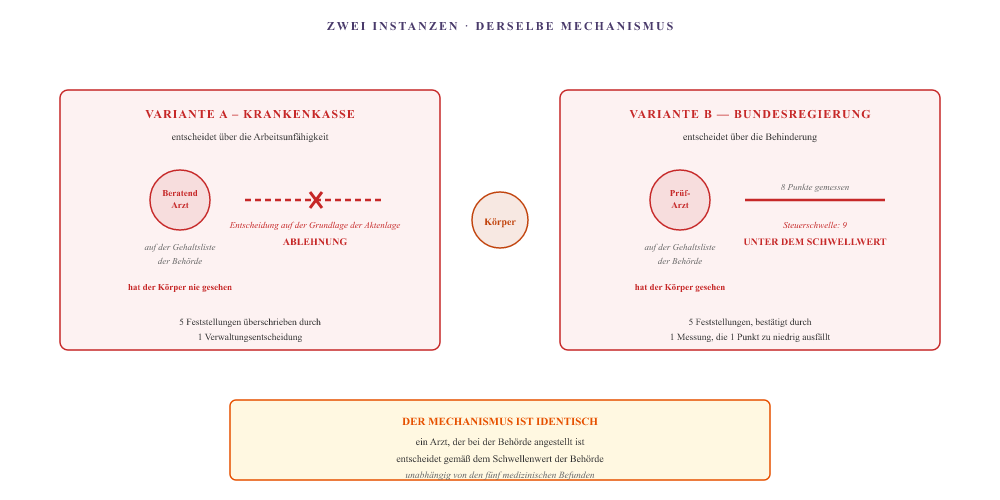 ZWEI INSTANZEN · DERSELBE MECHANISMUS
VARIANTE A – KRANKENKASSE
entscheidet über die Arbeitsunfähigkeit
Beratend
Arzt
Entscheidung auf der Grundlage der Aktenlage
ABLEHNUNG
auf der Gehaltsliste
der Behörde
hat der Körper nie gesehen
5 Feststellungen überschrieben durch
1 Verwaltungsentscheidung
Körper
VARIANTE B — BUNDESREGIERUNG
entscheidet über die Behinderung
Prüf-
Arzt
8 Punkte gemessen
Steuerschwelle: 9
UNTER DEM SCHWELLWERT
auf der Gehaltsliste
der Behörde
hat der Körper gesehen
5 Feststellungen, bestätigt durch
1 Messung, die 1 Punkt zu niedrig ausfällt
DER MECHANISMUS IST IDENTISCH
ein Arzt, der bei der Behörde angestellt ist
entscheidet gemäß dem Schwellenwert der Behörde
unabhängig von den fünf medizinischen Befunden